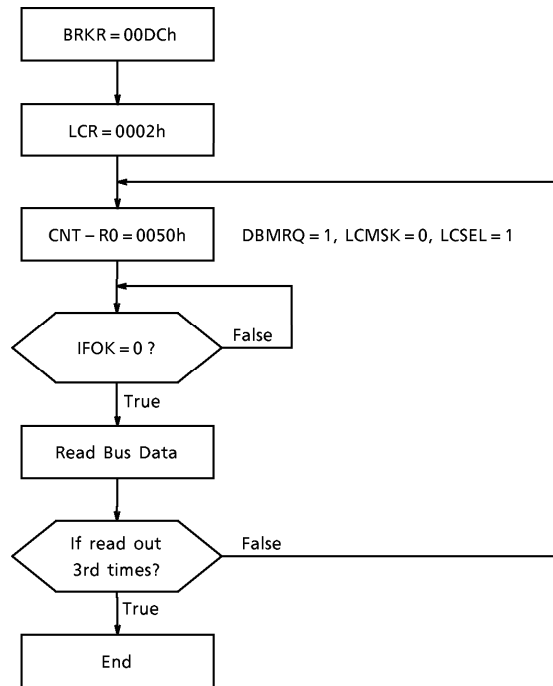 BRKR = 00DCh
LCR = 0002h
CNT – R0 = 0050h
DBMRQ = 1, LCMSK = 0, LCSEL = 1
IFOK = 0 ?
False
True
Read Bus Data
If read out
3rd times?
False
True
End